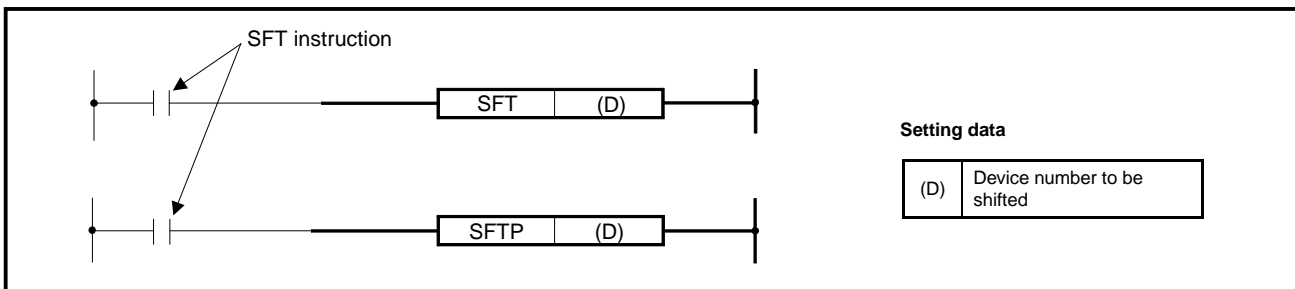 SFT instruction
SFT (D)
SFTP (D)
Setting data
(D) Device number to be
shifted